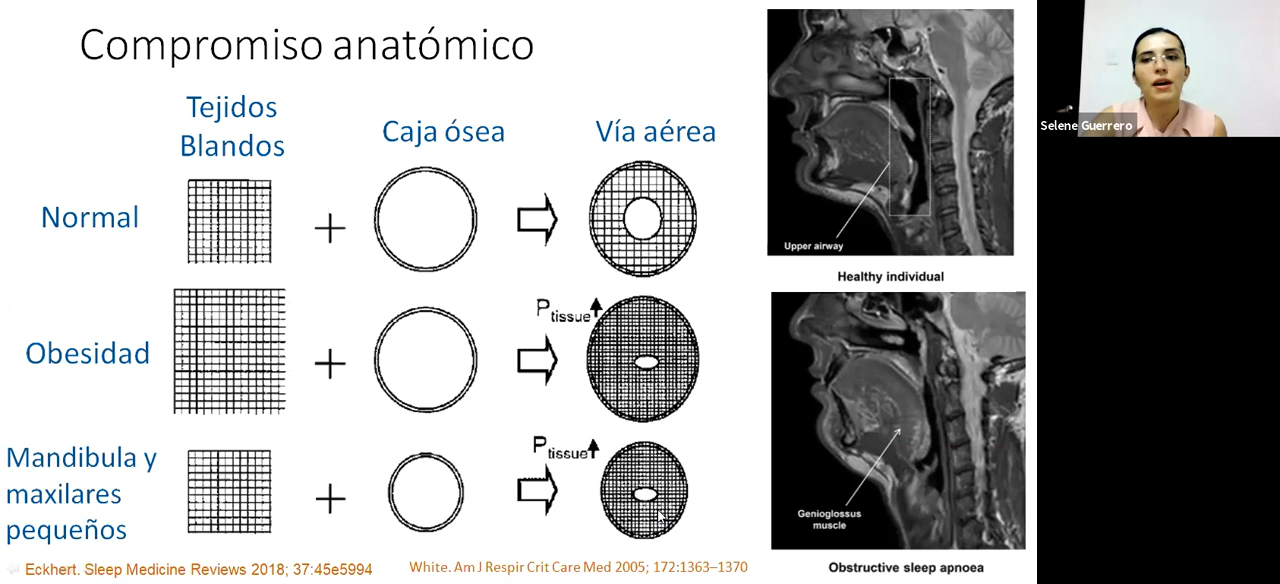 Compromiso anatómico
Tejidos
Blandos
Caja ósea
Vía aérea
Normal
Obesidad
P tissue
Mandibula y
maxilares
pequeños
P tissue
Eckhert. Sleep Medicine Reviews 2018; 37:45e5994
White. Am J Respir Crit Care Med 2005; 172:1363–1370
Upper airway
Healthy individual
Genioglossus
muscle
Obstructive sleep apnoea
Selene Guerrero